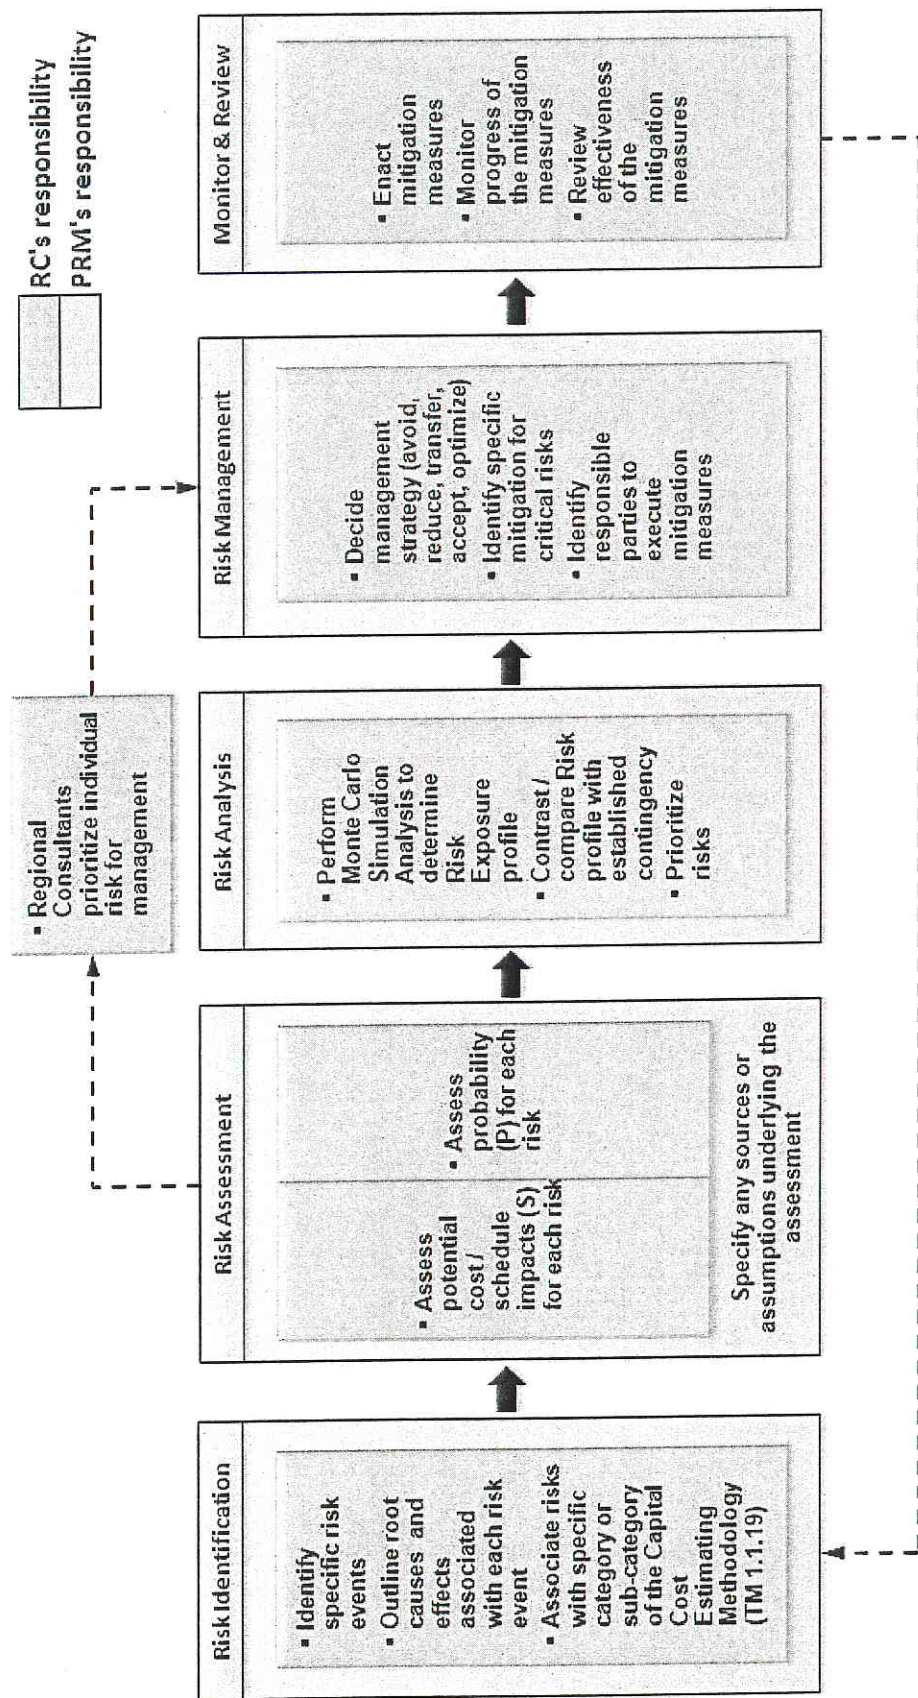 RC's responsibility
PRM's responsibility
▪ Regional
Consultants
prioritize individual
risk for
management
Risk Identification
▪ Identify
specific risk
events
▪ Outline root
causes and
effects
associated
with each risk
event
▪ Associate risks
with specific
category or
sub-category
of the Capital
Cost
Estimating
Methodology
(TM 1.1.19)
Risk Assessment
▪ Assess
potential
cost /
schedule
impacts (S)
for each risk
▪ Assess
probability
(P) for each
risk
Specify any sources or
assumptions underlying the
assessment
Risk Analysis
▪ Perform
Monte Carlo
Simulation
Analysis to
determine
Risk
Exposure
profile
▪ Contrast /
compare Risk
profile with
established
contingency
▪ Prioritize
risks
Risk Management
▪ Decide
management
strategy (avoid,
reduce, transfer,
accept, optimize)
▪ Identify specific
mitigation for
critical risks
▪ Identify
responsible
parties to
execute
mitigation
measures
Monitor & Review
▪ Enact
mitigation
measures
▪ Monitor
progress of
the mitigation
measures
▪ Review
effectiveness
of the
mitigation
measures